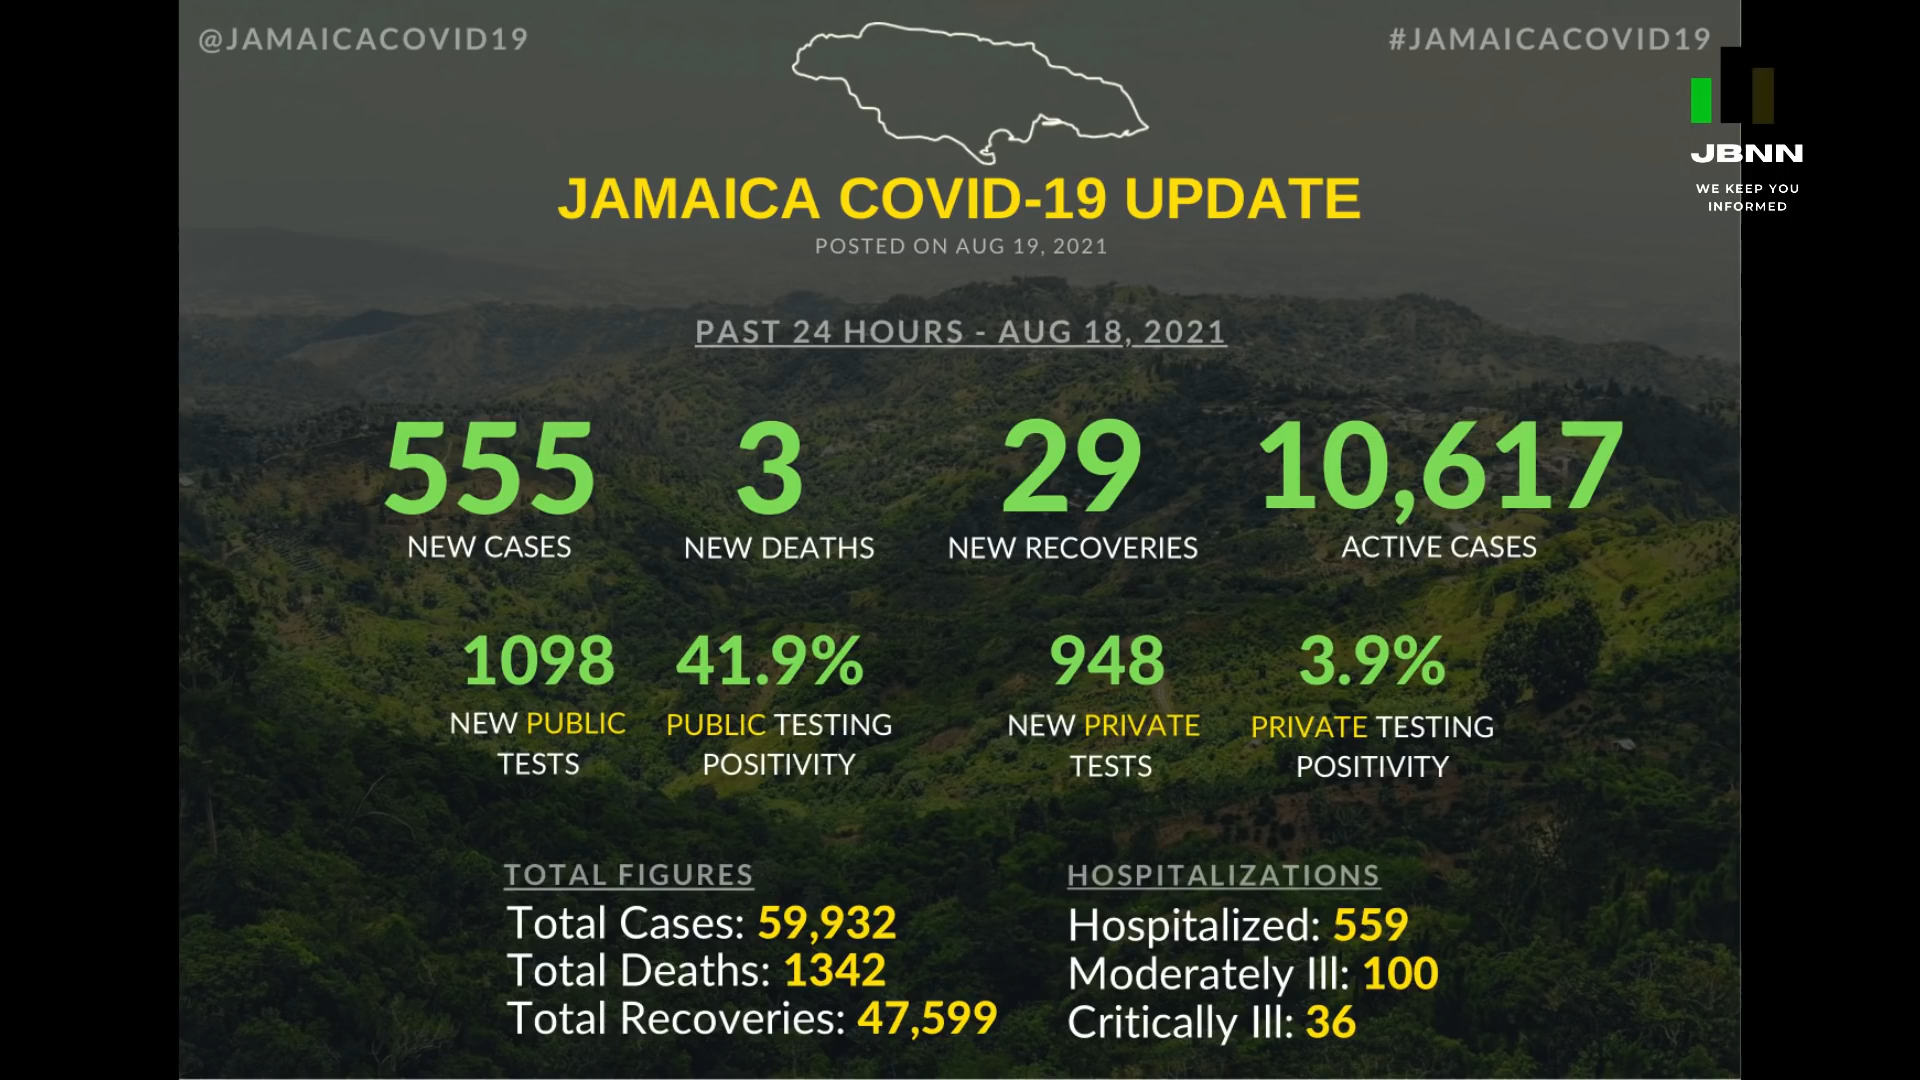 @JAMAICACOVID19
#JAMAICACOVID19
JBNN
WE KEEP YOU
INFORMED
JAMAICA COVID-19 UPDATE
POSTED ON AUG 19, 2021
PAST 24 HOURS - AUG 18, 2021
555
NEW CASES
3
NEW DEATHS
29
NEW RECOVERIES
10,617
ACTIVE CASES
1098
NEW PUBLIC
TESTS
41.9%
PUBLIC TESTING
POSITIVITY
948
NEW PRIVATE
TESTS
3.9%
PRIVATE TESTING
POSITIVITY
TOTAL FIGURES
Total Cases: 59,932
Total Deaths: 1342
Total Recoveries: 47,599
HOSPITALIZATIONS
Hospitalized: 559
Moderately Ill: 100
Critically Ill: 36